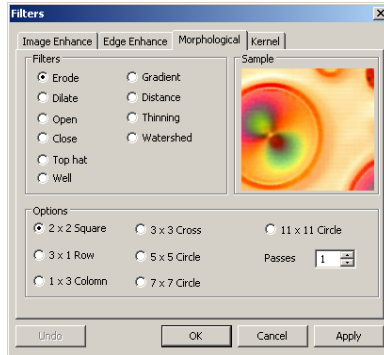 Filters
Image Enhance Edge Enhance Morphological Kernel
Filters Sample
Erode Gradient
Dilate Distance
Open Thinning
Close Watershed
Top hat
Well
Options
2 x 2 Square 3 x 3 Cross 11 x 11 Circle
3 x 1 Row 5 x 5 Circle Passes 1
1 x 3 Colomn 7 x 7 Circle
Undo OK Cancel Apply